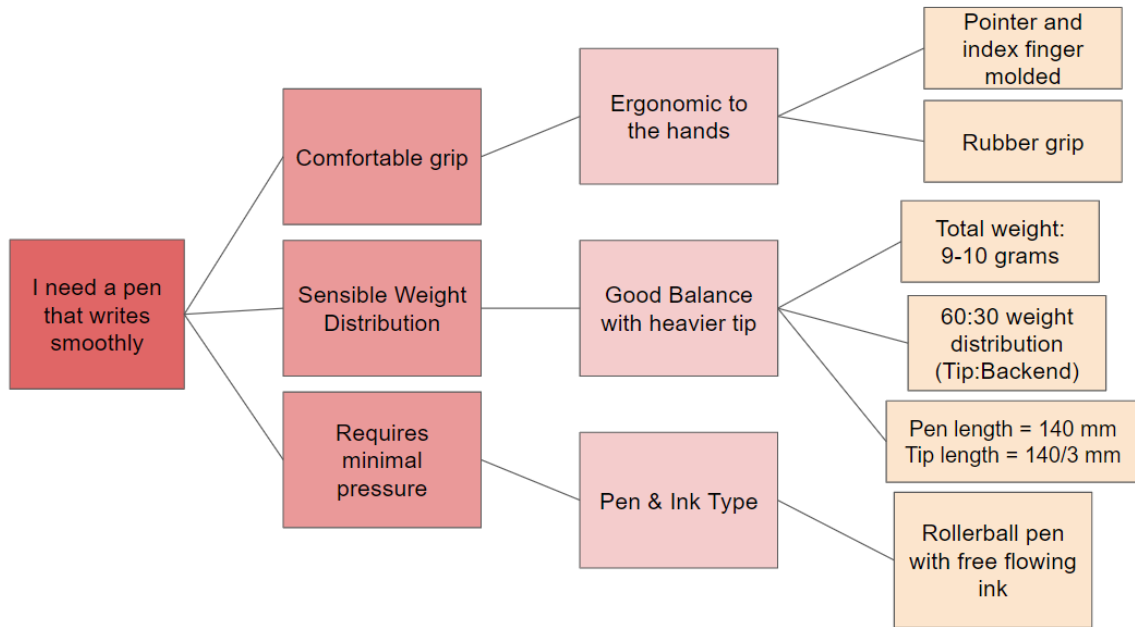 I need a pen
that writes
smoothly
Comfortable grip
Sensible Weight
Distribution
Requires
minimal
pressure
Ergonomic to
the hands
Good Balance
with heavier tip
Pen & Ink Type
Pointer and
index finger
molded
Rubber grip
Total weight:
9-10 grams
60:30 weight
distribution
(Tip:Backend)
Pen length = 140 mm
Tip length = 140/3 mm
Rollerball pen
with free flowing
ink